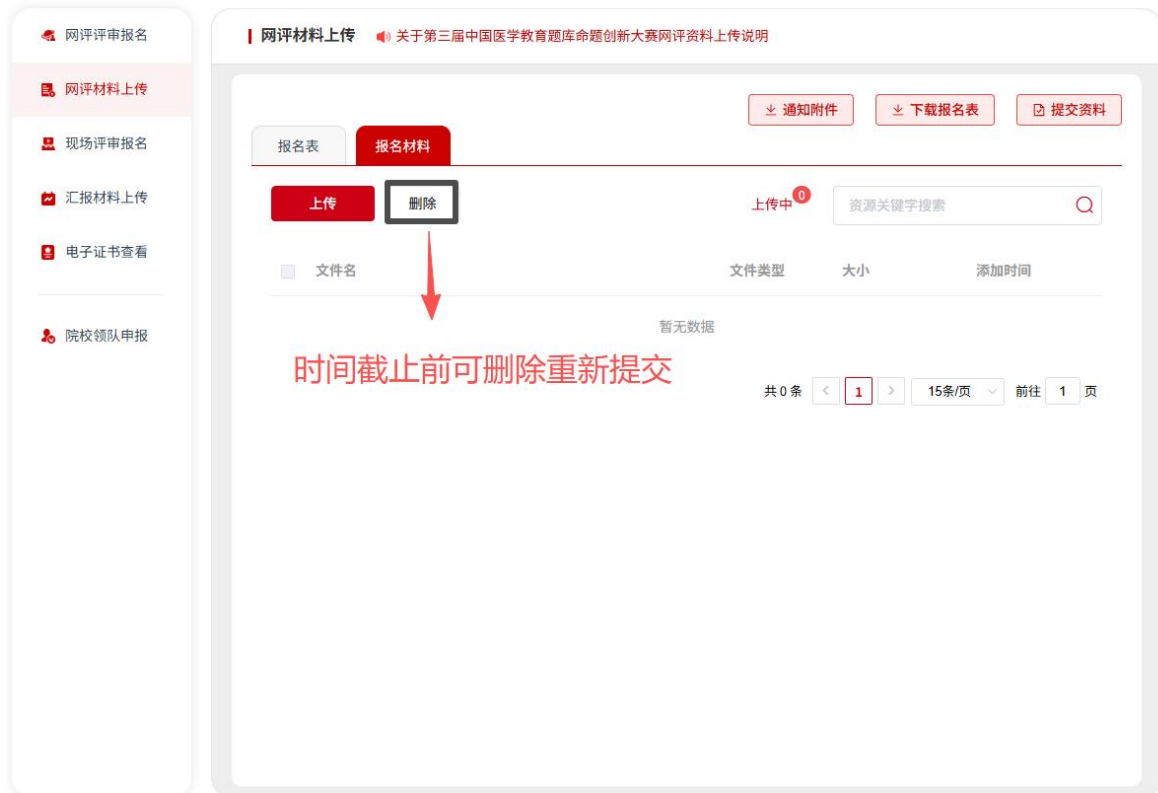 网评评审报名
网评材料上传
现场评审报名
汇报材料上传
电子证书查看
院校领队申报
网评材料上传 关于第三届中国医学教育题库命题创新大赛网评资料上传说明
通知附件 下载报名表 提交资料
报名表 报名材料
上传 删除 上传中 0 资源关键字搜索
文件名 文件类型 大小 添加时间
暂无数据
时间截止前可删除重新提交
共 0 条 < 1 > 15条/页 前往 1 页